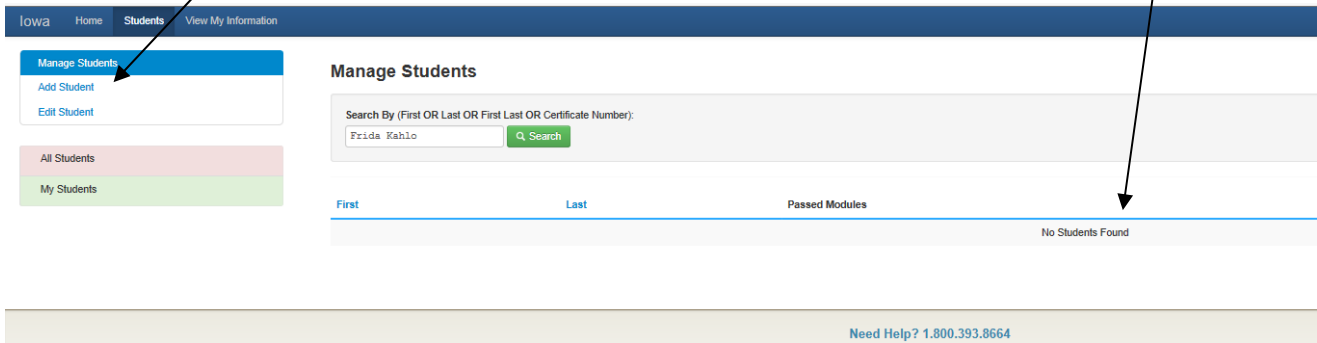 Iowa Home Students View My Information
Manage Students
Add Student
Edit Student
All Students
My Students
Manage Students
Search By (First OR Last OR First Last OR Certificate Number):
Frida Kahlo Search
First Last Passed Modules
No Students Found
Need Help? 1.800.393.8664